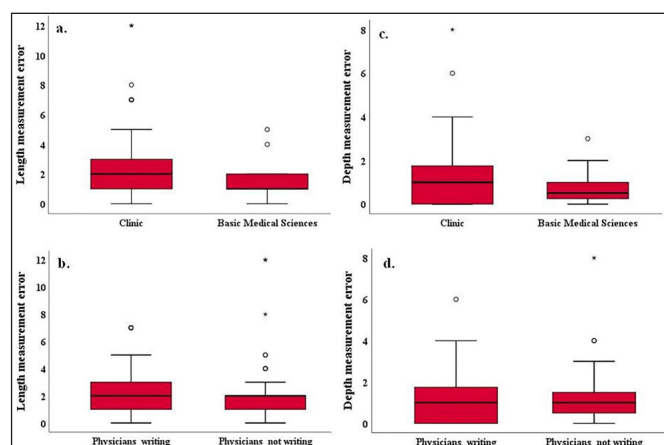 a.
Length measurement error
12
10
8
6
4
2
0
Clinic
Basic Medical Sciences
c.
Depth measurement error
8
6
4
2
0
Clinic
Basic Medical Sciences
b.
Length measurement error
12
10
8
6
4
2
0
Physicians writing
Physicians not writing
d.
Depth measurement error
8
6
4
2
0
Physicians writing
Physicians not writing